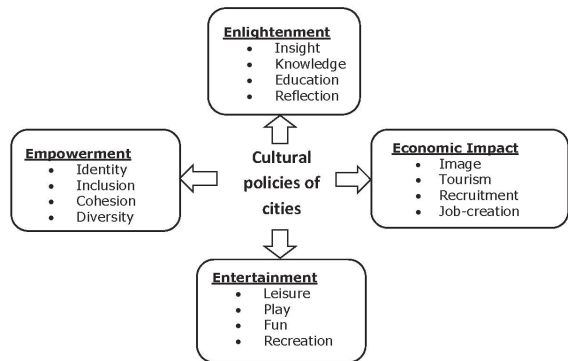 Enlightenment
• Insight
• Knowledge
• Education
• Reflection
Empowerment
• Identity
• Inclusion
• Cohesion
• Diversity
Cultural
policies of
cities
Economic Impact
• Image
• Tourism
• Recruitment
• Job-creation
Entertainment
• Leisure
• Play
• Fun
• Recreation